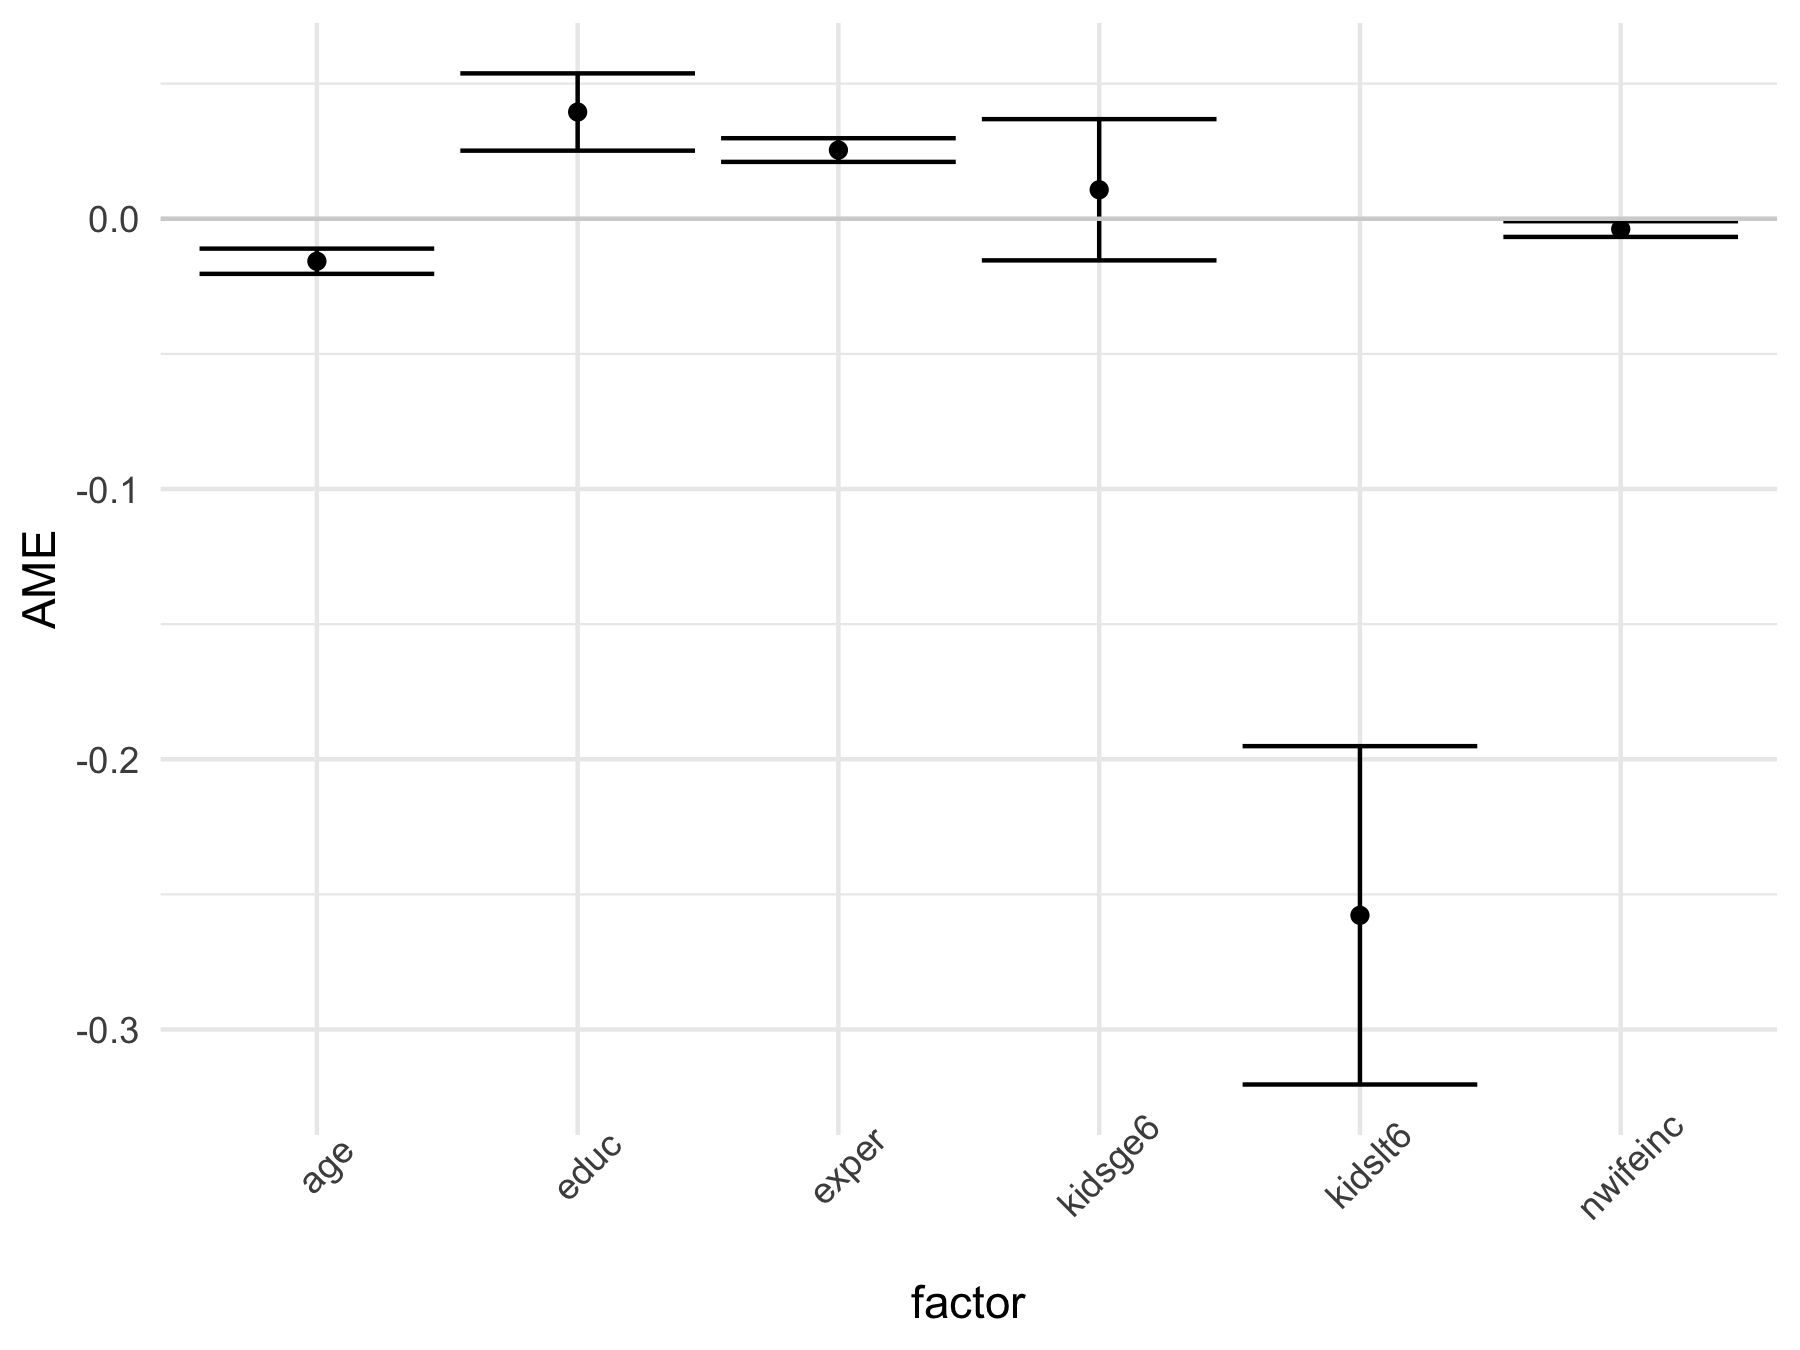 AME
0.0
-0.1
-0.2
-0.3
age
educ
exper
kidsge6
kidslt6
nwifeinc
factor